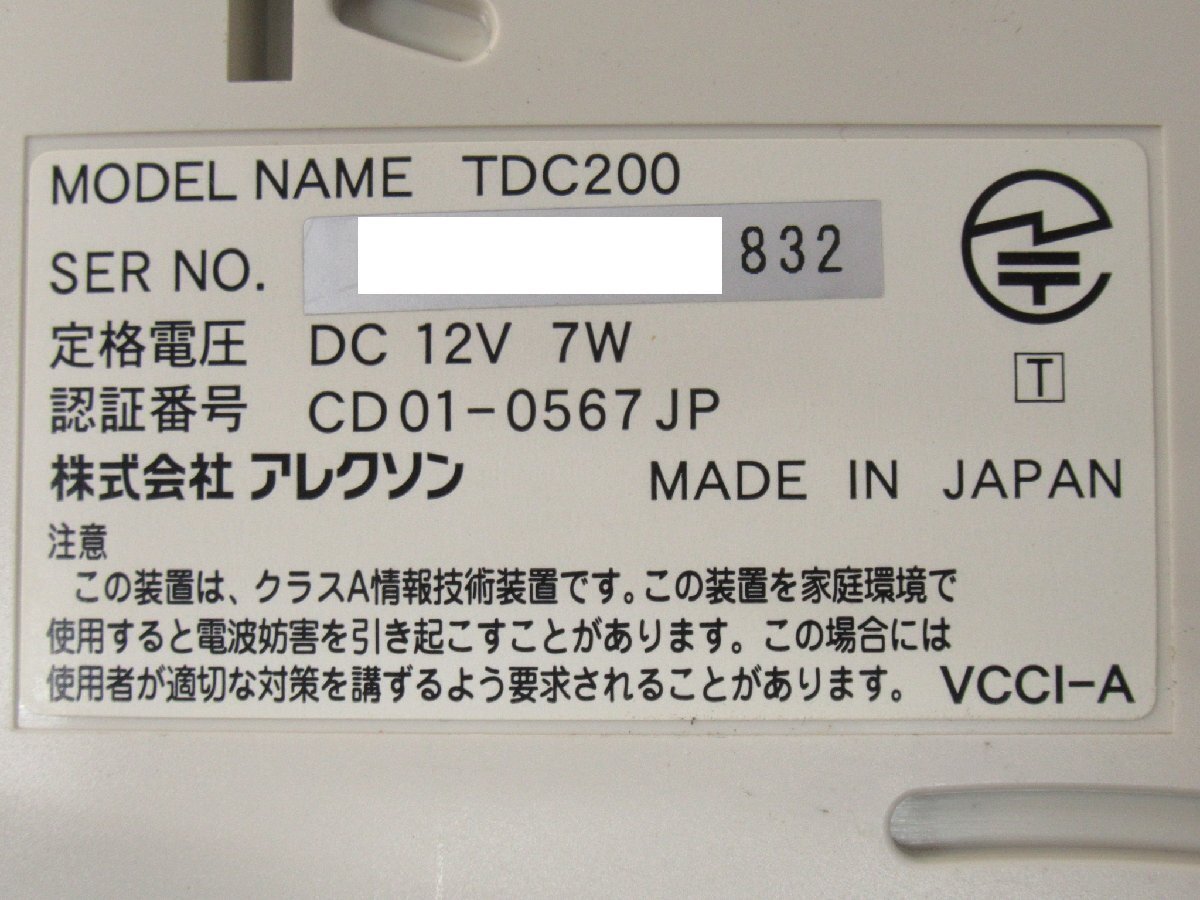 MODEL NAME TDC200
SER NO. 832
定格電圧 DC 12V 7W
認証番号 CD01-0567JP
T
株式会社 アレクソン MADE IN JAPAN
注意
この装置は、クラスA情報技術装置です。この装置を家庭環境で
使用すると電波妨害を引き起こすことがあります。この場合には
使用者が適切な対策を講ずるよう要求されることがあります。 VCCI-A